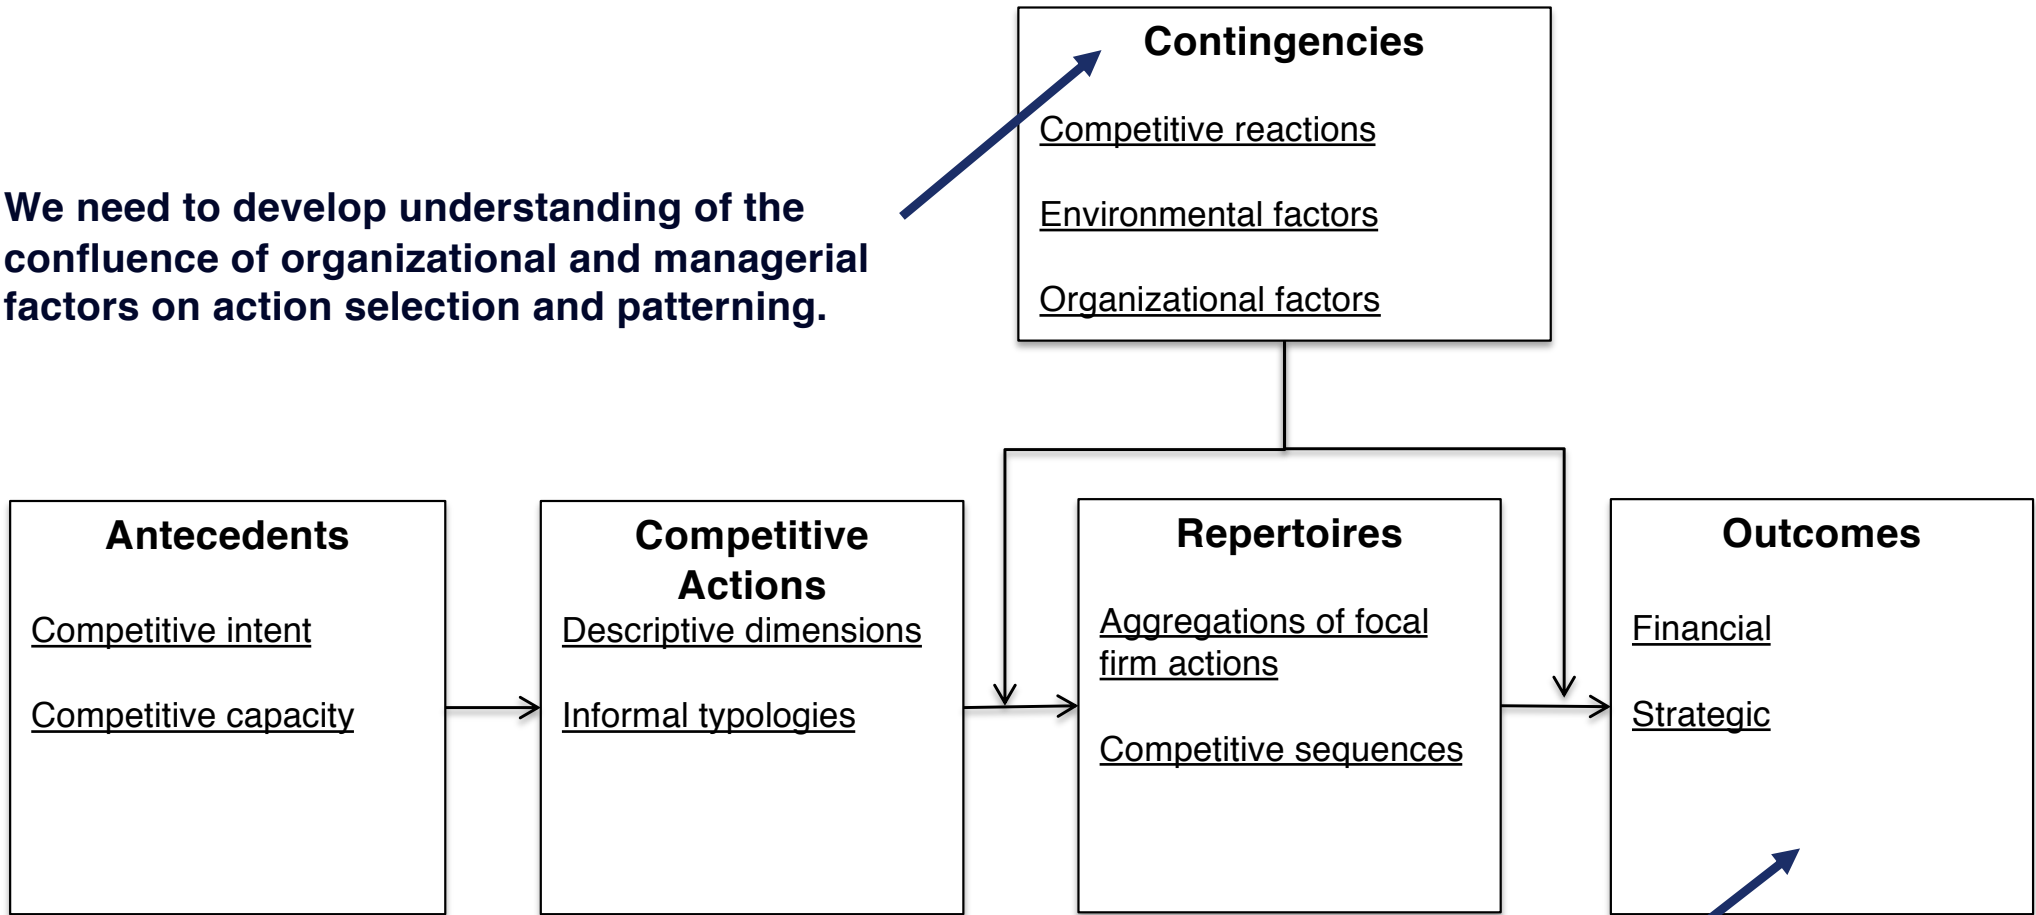 Contingencies
Competitive reactions
Environmental factors
Organizational factors
We need to develop understanding of the
confluence of organizational and managerial
factors on action selection and patterning.
Antecedents
Competitive intent
Competitive capacity
Competitive
Actions
Descriptive dimensions
Informal typologies
Repertoires
Aggregations of focal
firm actions
Competitive sequences
Outcomes
Financial
Strategic